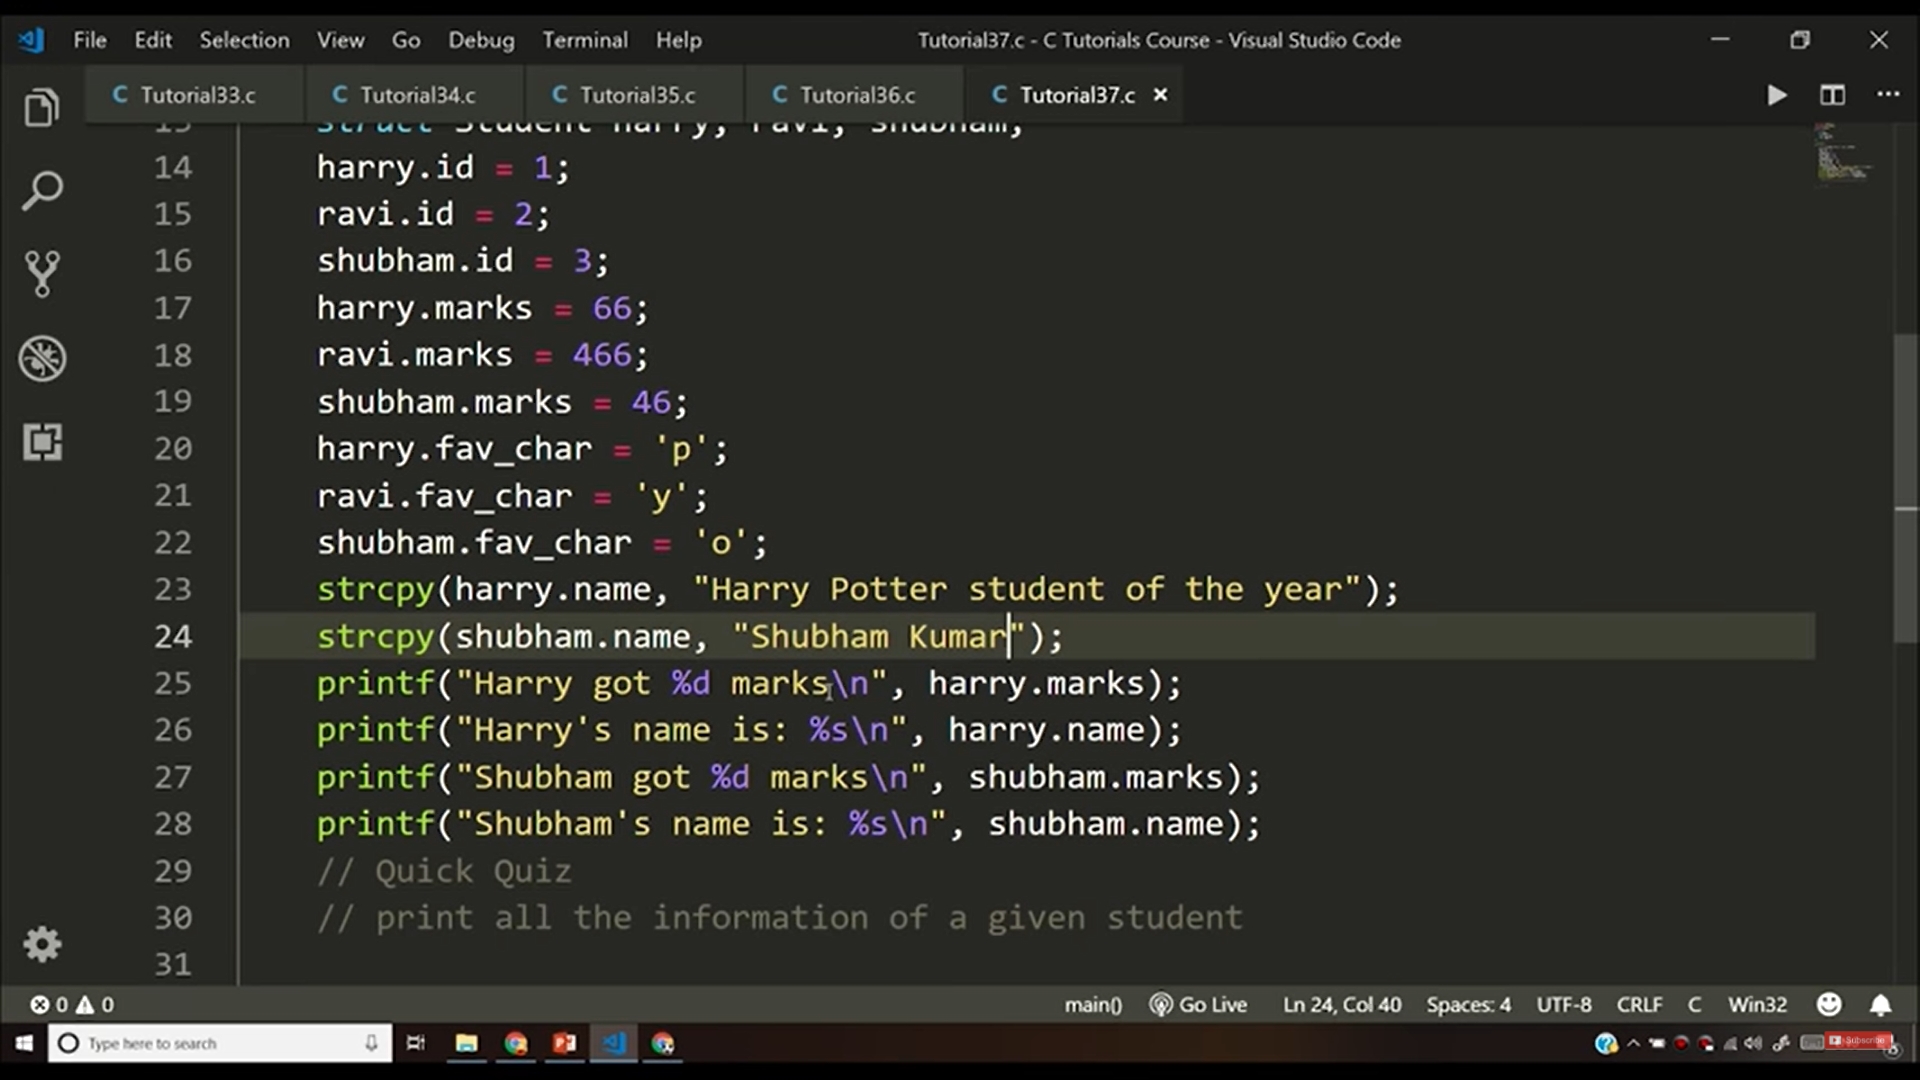 File Edit Selection View Go Debug Terminal Help Tutorial37.c - C Tutorials Course - Visual Studio Code
C Tutorial33.c C Tutorial34.c C Tutorial35.c C Tutorial36.c C Tutorial37.c
13 struct Student harry, ravi, shubham;
14 harry.id = 1;
15 ravi.id = 2;
16 shubham.id = 3;
17 harry.marks = 66;
18 ravi.marks = 466;
19 shubham.marks = 46;
20 harry.fav_char = 'p';
21 ravi.fav_char = 'y';
22 shubham.fav_char = 'o';
23 strcpy(harry.name, "Harry Potter student of the year");
24 strcpy(shubham.name, "Shubham Kumar");
25 printf("Harry got %d marks\n", harry.marks);
26 printf("Harry's name is: %s\n", harry.name);
27 printf("Shubham got %d marks\n", shubham.marks);
28 printf("Shubham's name is: %s\n", shubham.name);
29 // Quick Quiz
30 // print all the information of a given student
31
0 0 main() Go Live Ln 24, Col 40 Spaces: 4 UTF-8 CRLF C Win32
Type here to search Subscribe